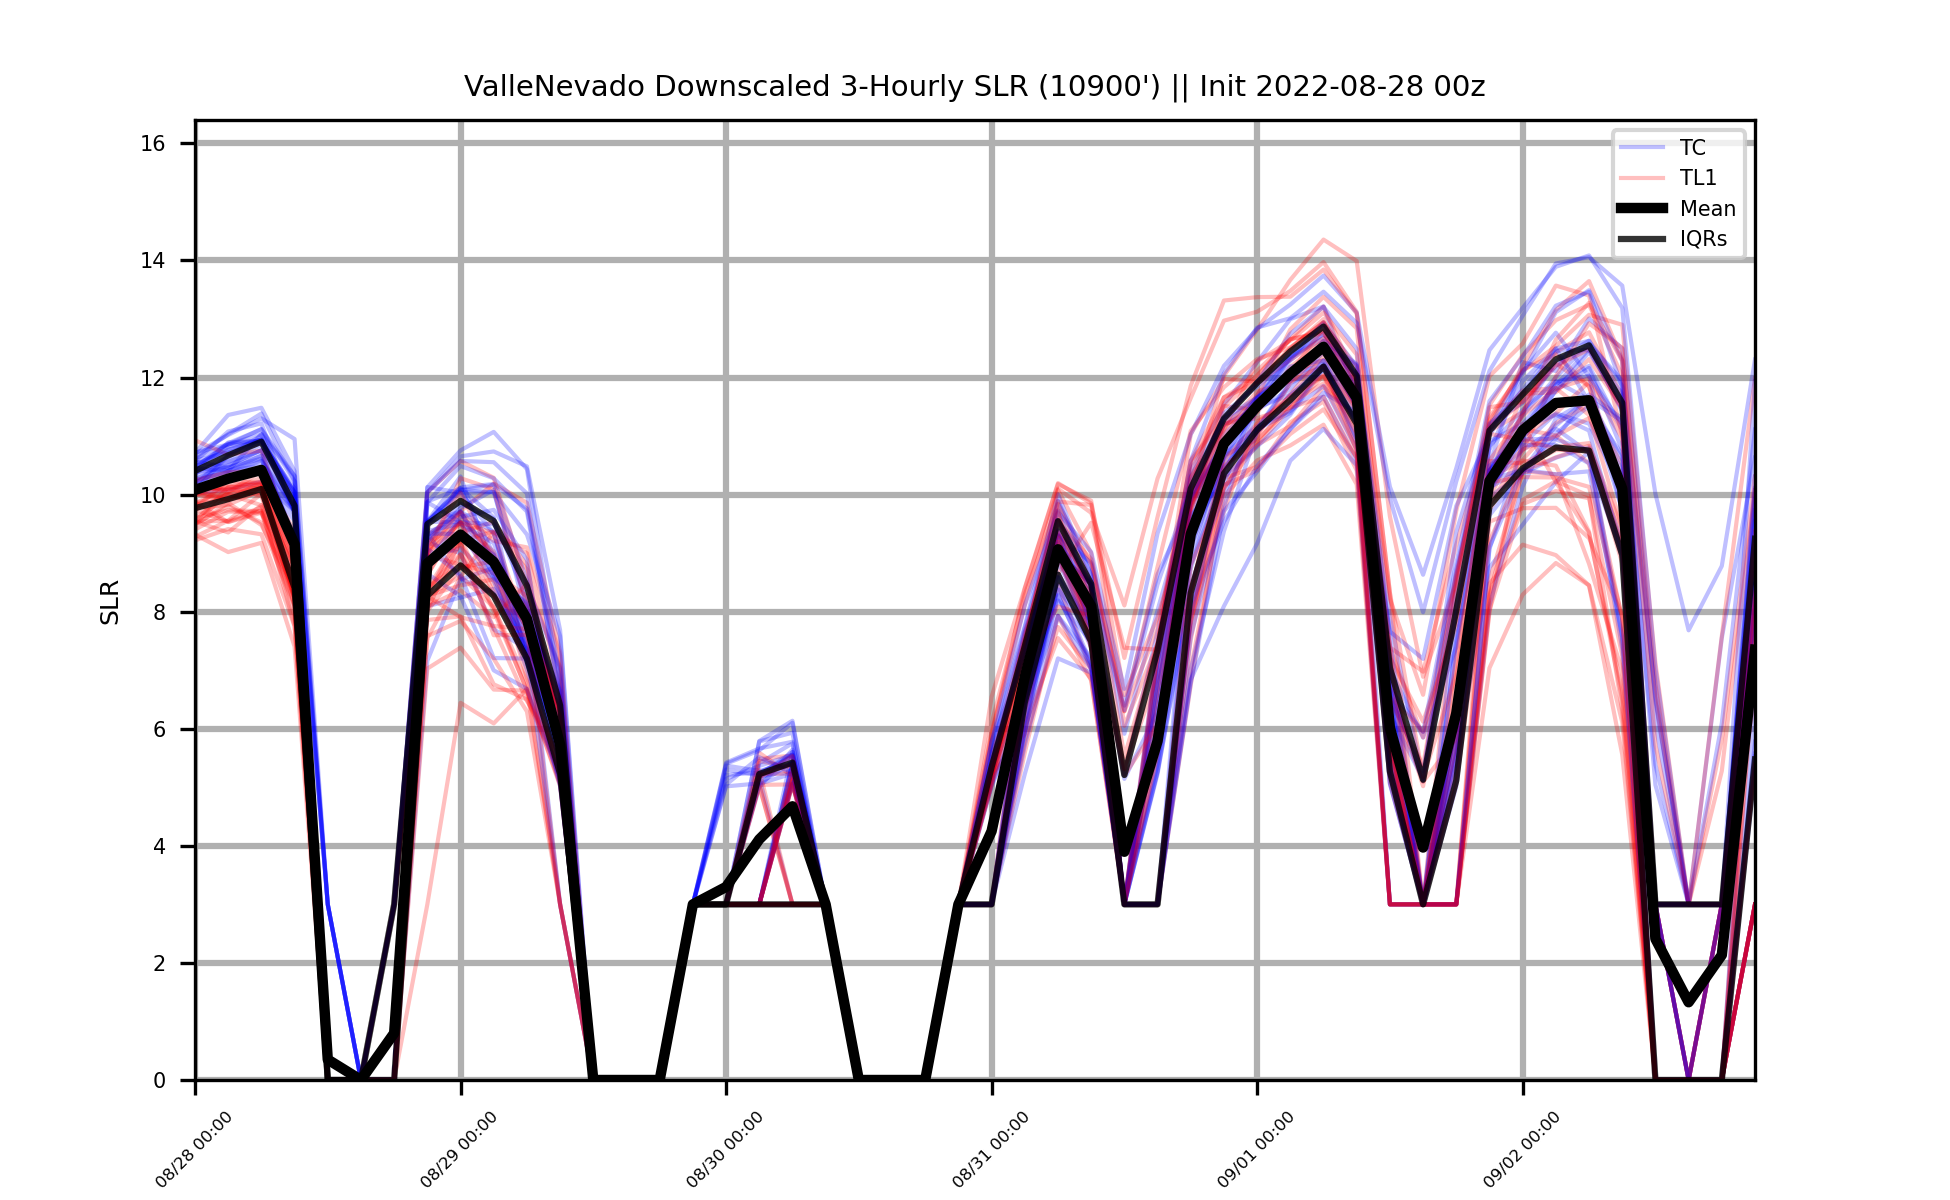 ValleNevado Downscaled 3-Hourly SLR (10900') || Init 2022-08-28 00z
TC
TL1
Mean
IQRs
SLR
16
14
12
10
8
6
4
2
0
08/28 00:00
08/29 00:00
08/30 00:00
08/31 00:00
09/01 00:00
09/02 00:00